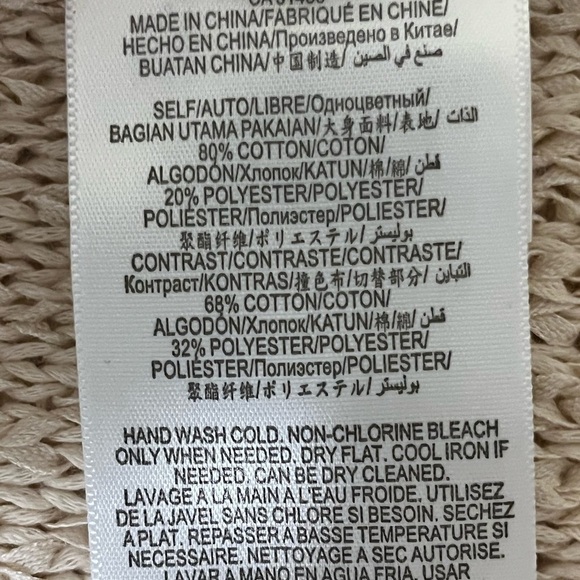 MADE IN CHINA/FABRIQUÉ EN CHINE/
HECHO EN CHINA/Произведено в Китае/
BUATAN CHINA/中国制造/ صنع في الصين
SELF/AUTO/LIBRE/Одноцветный/
BAGIAN UTAMA PAKAIAN/大身面料/表地/ الذات
80% COTTON/COTON/
ALGODÓN/Хлопок/KATUN/棉/綿/ قطن
20% POLYESTER/POLYESTER/
POLIÉSTER/Полиэстер/POLIESTER/
聚酯纤维/ポリエステル/ بوليستر
CONTRAST/CONTRASTE/CONTRASTE/
Контраст/KONTRAS/撞色布/切替部分/ التباين
68% COTTON/COTON/
ALGODÓN/Хлопок/KATUN/棉/綿/ قطن
32% POLYESTER/POLYESTER/
POLIÉSTER/Полиэстер/POLIESTER/
聚酯纤维/ポリエステル/ بوليستر
HAND WASH COLD. NON-CHLORINE BLEACH
ONLY WHEN NEEDED. DRY FLAT. COOL IRON IF
NEEDED. CAN BE DRY CLEANED.
LAVAGE A LA MAIN A L'EAU FROIDE. UTILISEZ
DE LA JAVEL SANS CHLORE SI BESOIN. SECHEZ
A PLAT. REPASSER A BASSE TEMPERATURE SI
NECESSAIRE. NETTOYAGE A SEC AUTORISE.
LAVAR A MANO EN AGUA FRIA. USAR